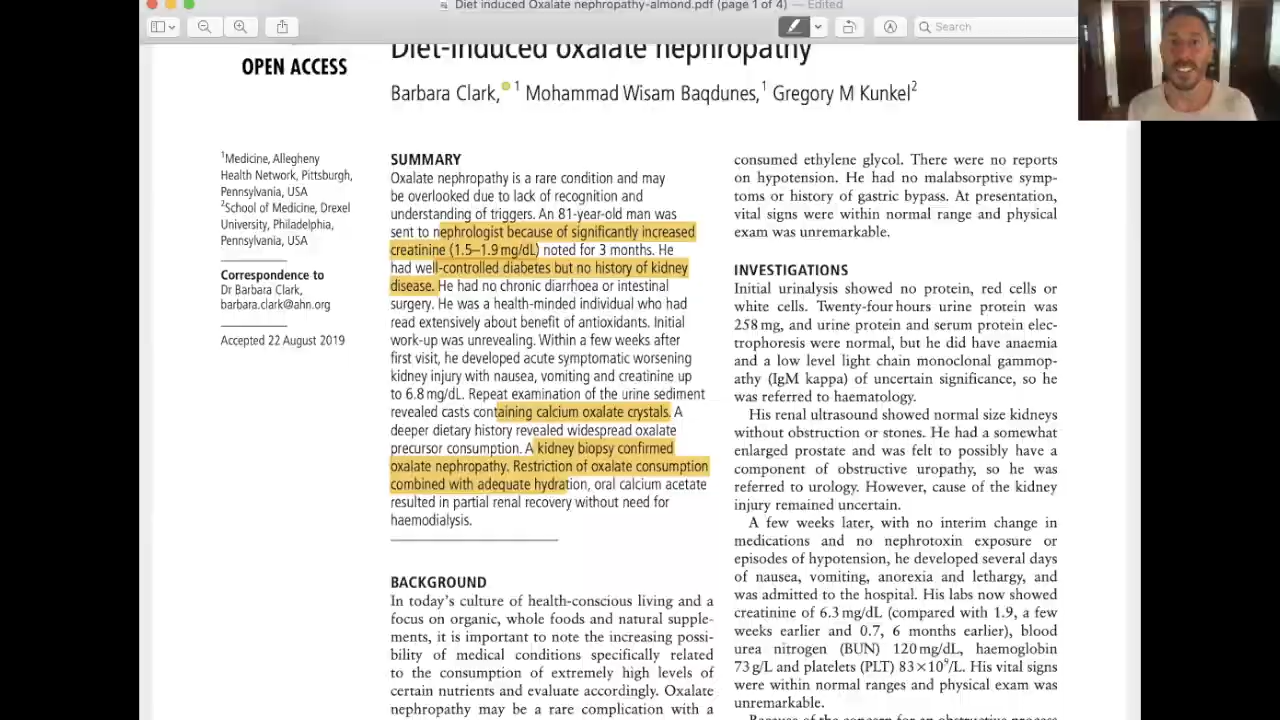 Diet induced Oxalate nephropathy-almond.pdf (page 1 of 4) — Edited
Search
Diet-induced oxalate nephropathy
OPEN ACCESS
Barbara Clark, 1 Mohammad Wisam Baqdunes,1 Gregory M Kunkel2
1Medicine, Allegheny
Health Network, Pittsburgh,
Pennsylvania, USA
2School of Medicine, Drexel
University, Philadelphia,
Pennsylvania, USA
Correspondence to
Dr Barbara Clark,
barbara.clark@ahn.org
Accepted 22 August 2019
SUMMARY
Oxalate nephropathy is a rare condition and may
be overlooked due to lack of recognition and
understanding of triggers. An 81-year-old man was
sent to nephrologist because of significantly increased
creatinine (1.5–1.9 mg/dL) noted for 3 months. He
had well-controlled diabetes but no history of kidney
disease. He had no chronic diarrhoea or intestinal
surgery. He was a health-minded individual who had
read extensively about benefit of antioxidants. Initial
work-up was unrevealing. Within a few weeks after
first visit, he developed acute symptomatic worsening
kidney injury with nausea, vomiting and creatinine up
to 6.8 mg/dL. Repeat examination of the urine sediment
revealed casts containing calcium oxalate crystals. A
deeper dietary history revealed widespread oxalate
precursor consumption. A kidney biopsy confirmed
oxalate nephropathy. Restriction of oxalate consumption
combined with adequate hydration, oral calcium acetate
resulted in partial renal recovery without need for
haemodialysis.
BACKGROUND
In today's culture of health-conscious living and a
focus on organic, whole foods and natural supple-
ments, it is important to note the increasing possi-
bility of medical conditions specifically related
to the consumption of extremely high levels of
certain nutrients and evaluate accordingly. Oxalate
nephropathy may be a rare complication with a
consumed ethylene glycol. There were no reports
on hypotension. He had no malabsorptive symp-
toms or history of gastric bypass. At presentation,
vital signs were within normal range and physical
exam was unremarkable.
INVESTIGATIONS
Initial urinalysis showed no protein, red cells or
white cells. Twenty-four hours urine protein was
258 mg, and urine protein and serum protein elec-
trophoresis were normal, but he did have anaemia
and a low level light chain monoclonal gammop-
athy (IgM kappa) of uncertain significance, so he
was referred to haematology.
His renal ultrasound showed normal size kidneys
without obstruction or stones. He had a somewhat
enlarged prostate and was felt to possibly have a
component of obstructive uropathy, so he was
referred to urology. However, cause of the kidney
injury remained uncertain.
A few weeks later, with no interim change in
medications and no nephrotoxin exposure or
episodes of hypotension, he developed several days
of nausea, vomiting, anorexia and lethargy, and
was admitted to the hospital. His labs now showed
creatinine of 6.3 mg/dL (compared with 1.9, a few
weeks earlier and 0.7, 6 months earlier), blood
urea nitrogen (BUN) 120 mg/dL, haemoglobin
73 g/L and platelets (PLT) 83×10⁹/L. His vital signs
were within normal ranges and physical exam was
unremarkable.
Because of the concern for an obstructive process